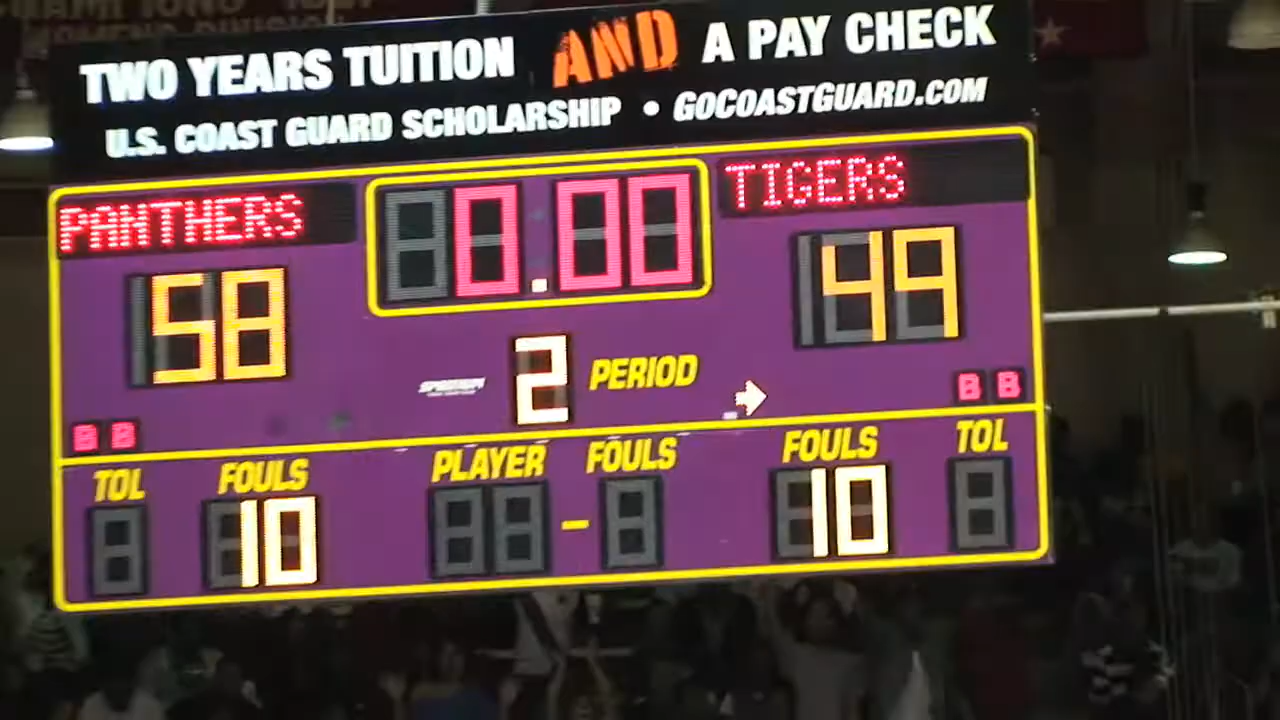 TWO YEARS TUITION AND A PAY CHECK
U.S. COAST GUARD SCHOLARSHIP • GOCOASTGUARD.COM
PANTHERS 0.00 TIGERS
58 49
2 PERIOD
B B B B
TOL FOULS PLAYER - FOULS FOULS TOL
10 10